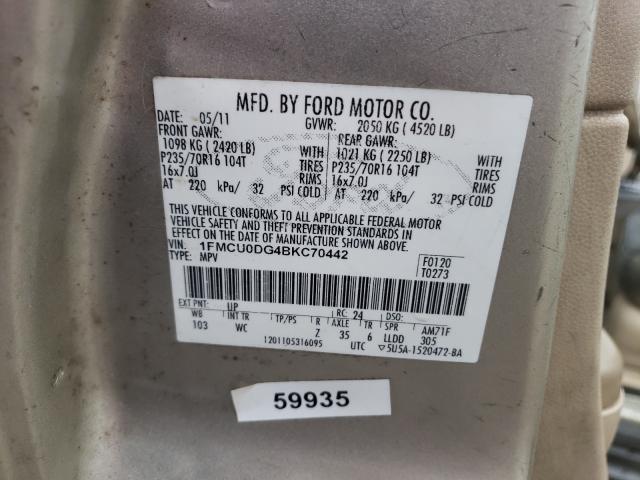 MFD. BY FORD MOTOR CO.
DATE: 05/11 GVWR: 2050 KG ( 4520 LB)
FRONT GAWR: REAR GAWR:
1098 KG ( 2420 LB) WITH 1021 KG ( 2250 LB) WITH
P235/70R16 104T TIRES P235/70R16 104T TIRES
16x7.0J RIMS 16x7.0J RIMS
AT 220 kPa/ 32 PSI COLD AT 220 kPa/ 32 PSI COLD
THIS VEHICLE CONFORMS TO ALL APPLICABLE FEDERAL MOTOR
VEHICLE SAFETY AND THEFT PREVENTION STANDARDS IN
EFFECT ON THE DATE OF MANUFACTURE SHOWN ABOVE.
VIN: 1FMCU0DG4BKC70442 F0120
TYPE: MPV T0273
EXT PNT: UP RC: 24 DSO:
WB INT TR TP/PS R AXLE TR SPR AM71F
103 WC Z 35 6 LLDD 305
1201105316095 UTC ▽5U5A-1520472-BA
59935